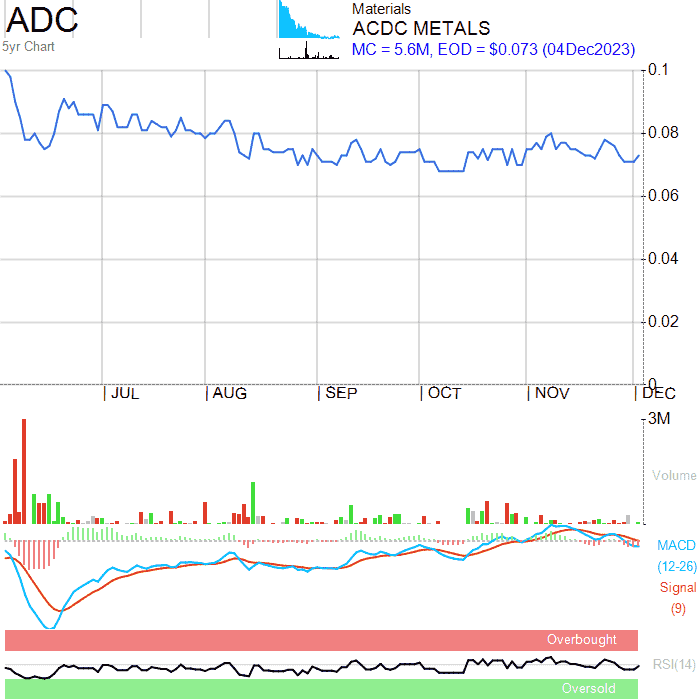 ADC
5yr Chart
Materials
ACDC METALS
MC = 5.6M, EOD = $0.073 (04Dec2023)
0.1
0.08
0.06
0.04
0.02
0
JUL AUG SEP OCT NOV DEC
3M
Volume
MACD
(12-26)
Signal
(9)
Overbought
RSI(14)
Oversold